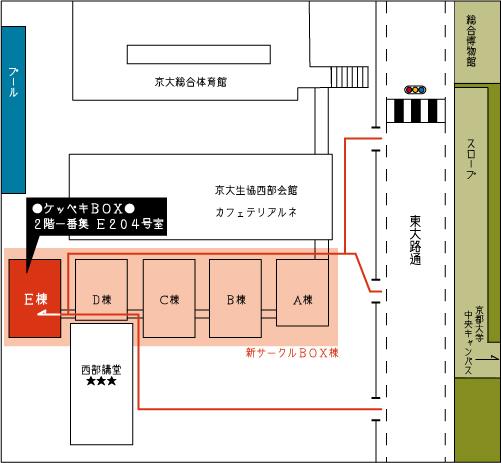 総合博物館
プール
京大総合体育館
スロープ
京大生協西部会館
カフェテリアルネ
●ケッペキBOX●
2階一番集 E204号室
東大路通
E棟
D棟
C棟
B棟
A棟
京都大学
中央キャンパス
新サークルBOX棟
西部講堂
★★★